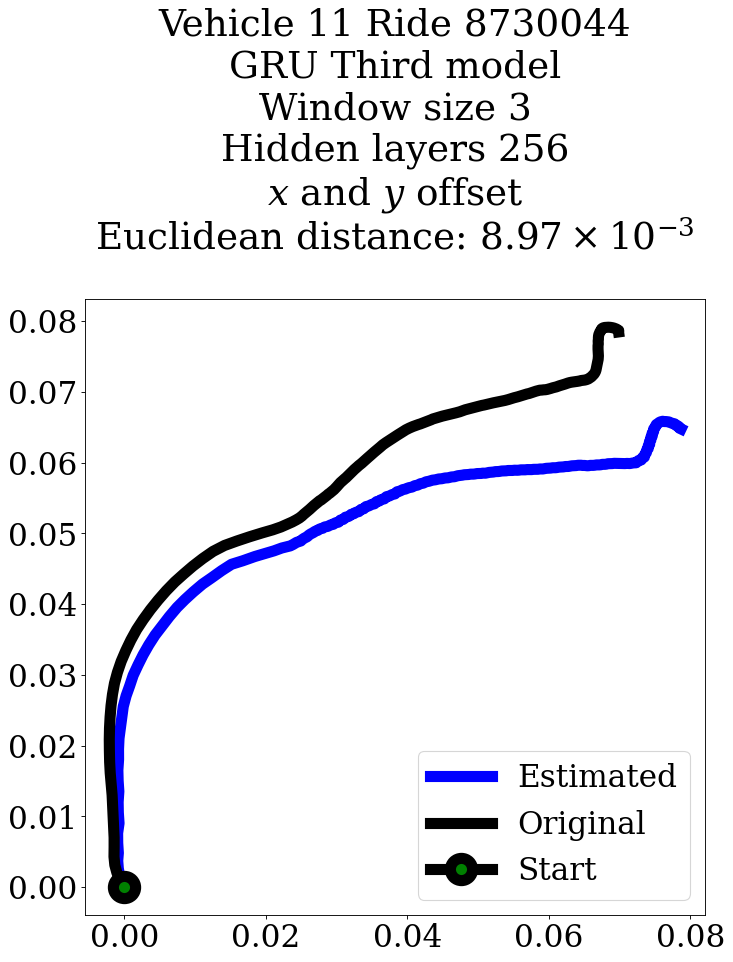 Vehicle 11 Ride 8730044
GRU Third model
Window size 3
Hidden layers 256
x and y offset
Euclidean distance: 8.97 × 10⁻³
0.08
0.07
0.06
0.05
0.04
0.03
0.02
0.01
0.00
Estimated
Original
Start
0.00 0.02 0.04 0.06 0.08